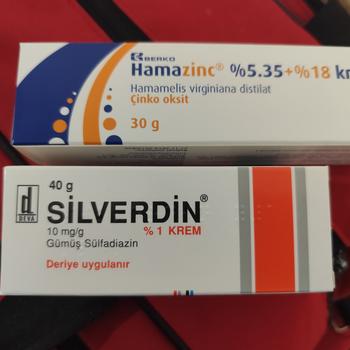 BERKO
Hamazinc® %5.35+%18
Hamamelis virginiana distilat
Çinko oksit
30 g
40 g
DEVA
SİLVERDİN®
10 mg/g % 1 KREM
Gümüş Sülfadiazin
Deriye uygulanır